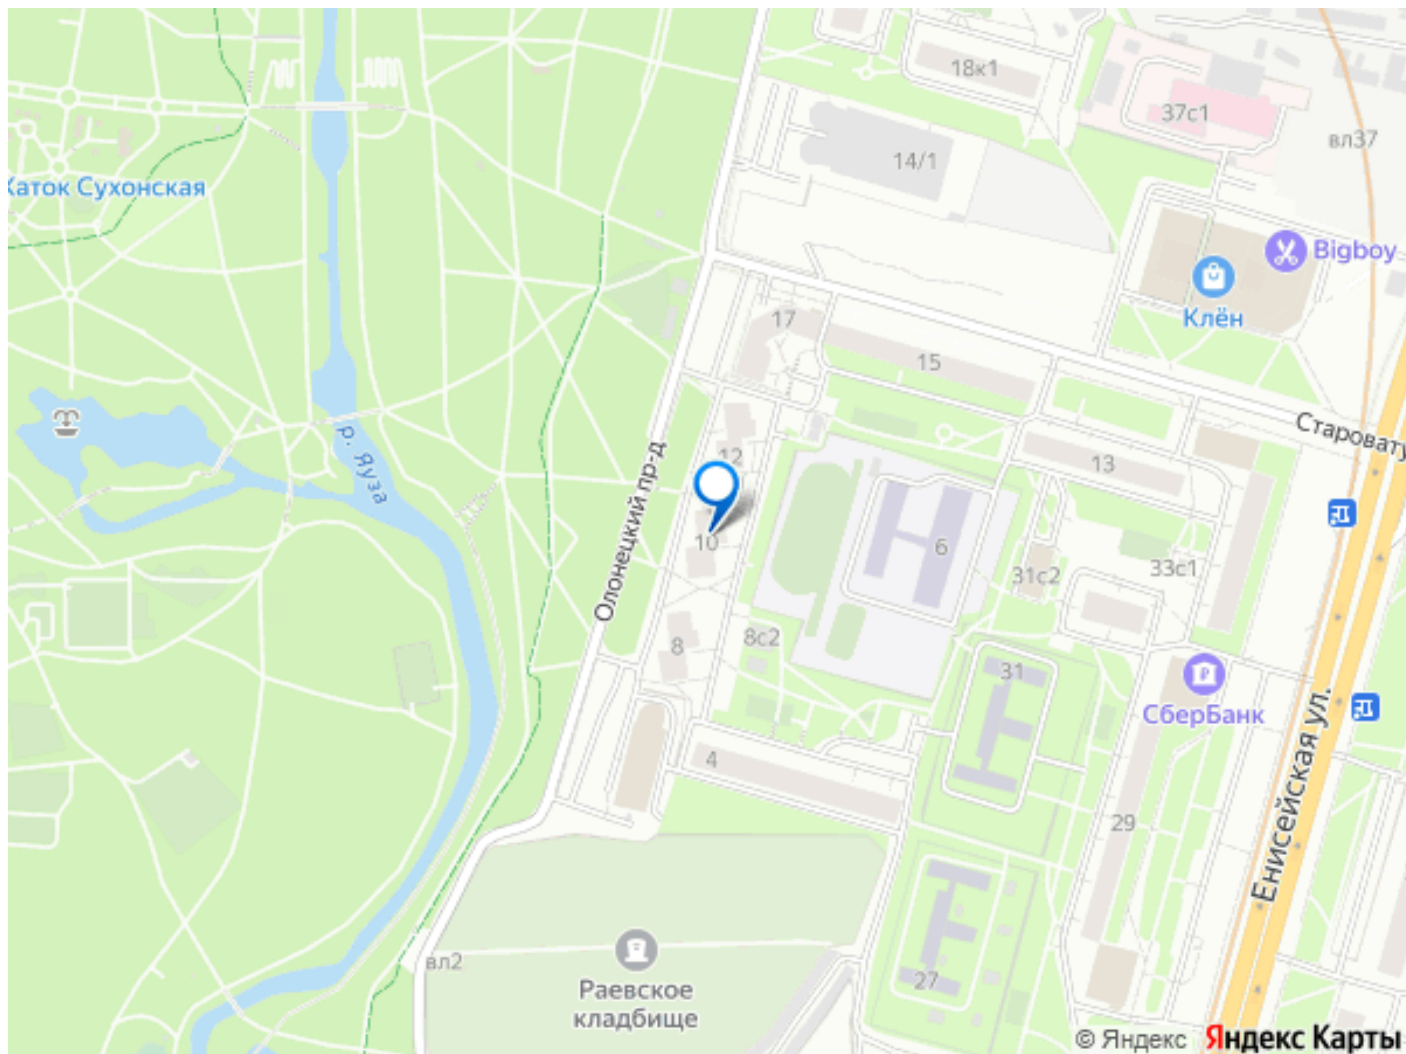 18к1
37с1
вл37
14/1
Каток Сухонская
Bigboy
Клён
17
15
Старовату
р. Яуза
12
13
Олонецкий пр-д
10
6
31с2
33с1
8с2
8
31
СберБанк
4
Енисейская ул.
29
вл2
27
Раевское
кладбище
© Яндекс Яндекс Карты